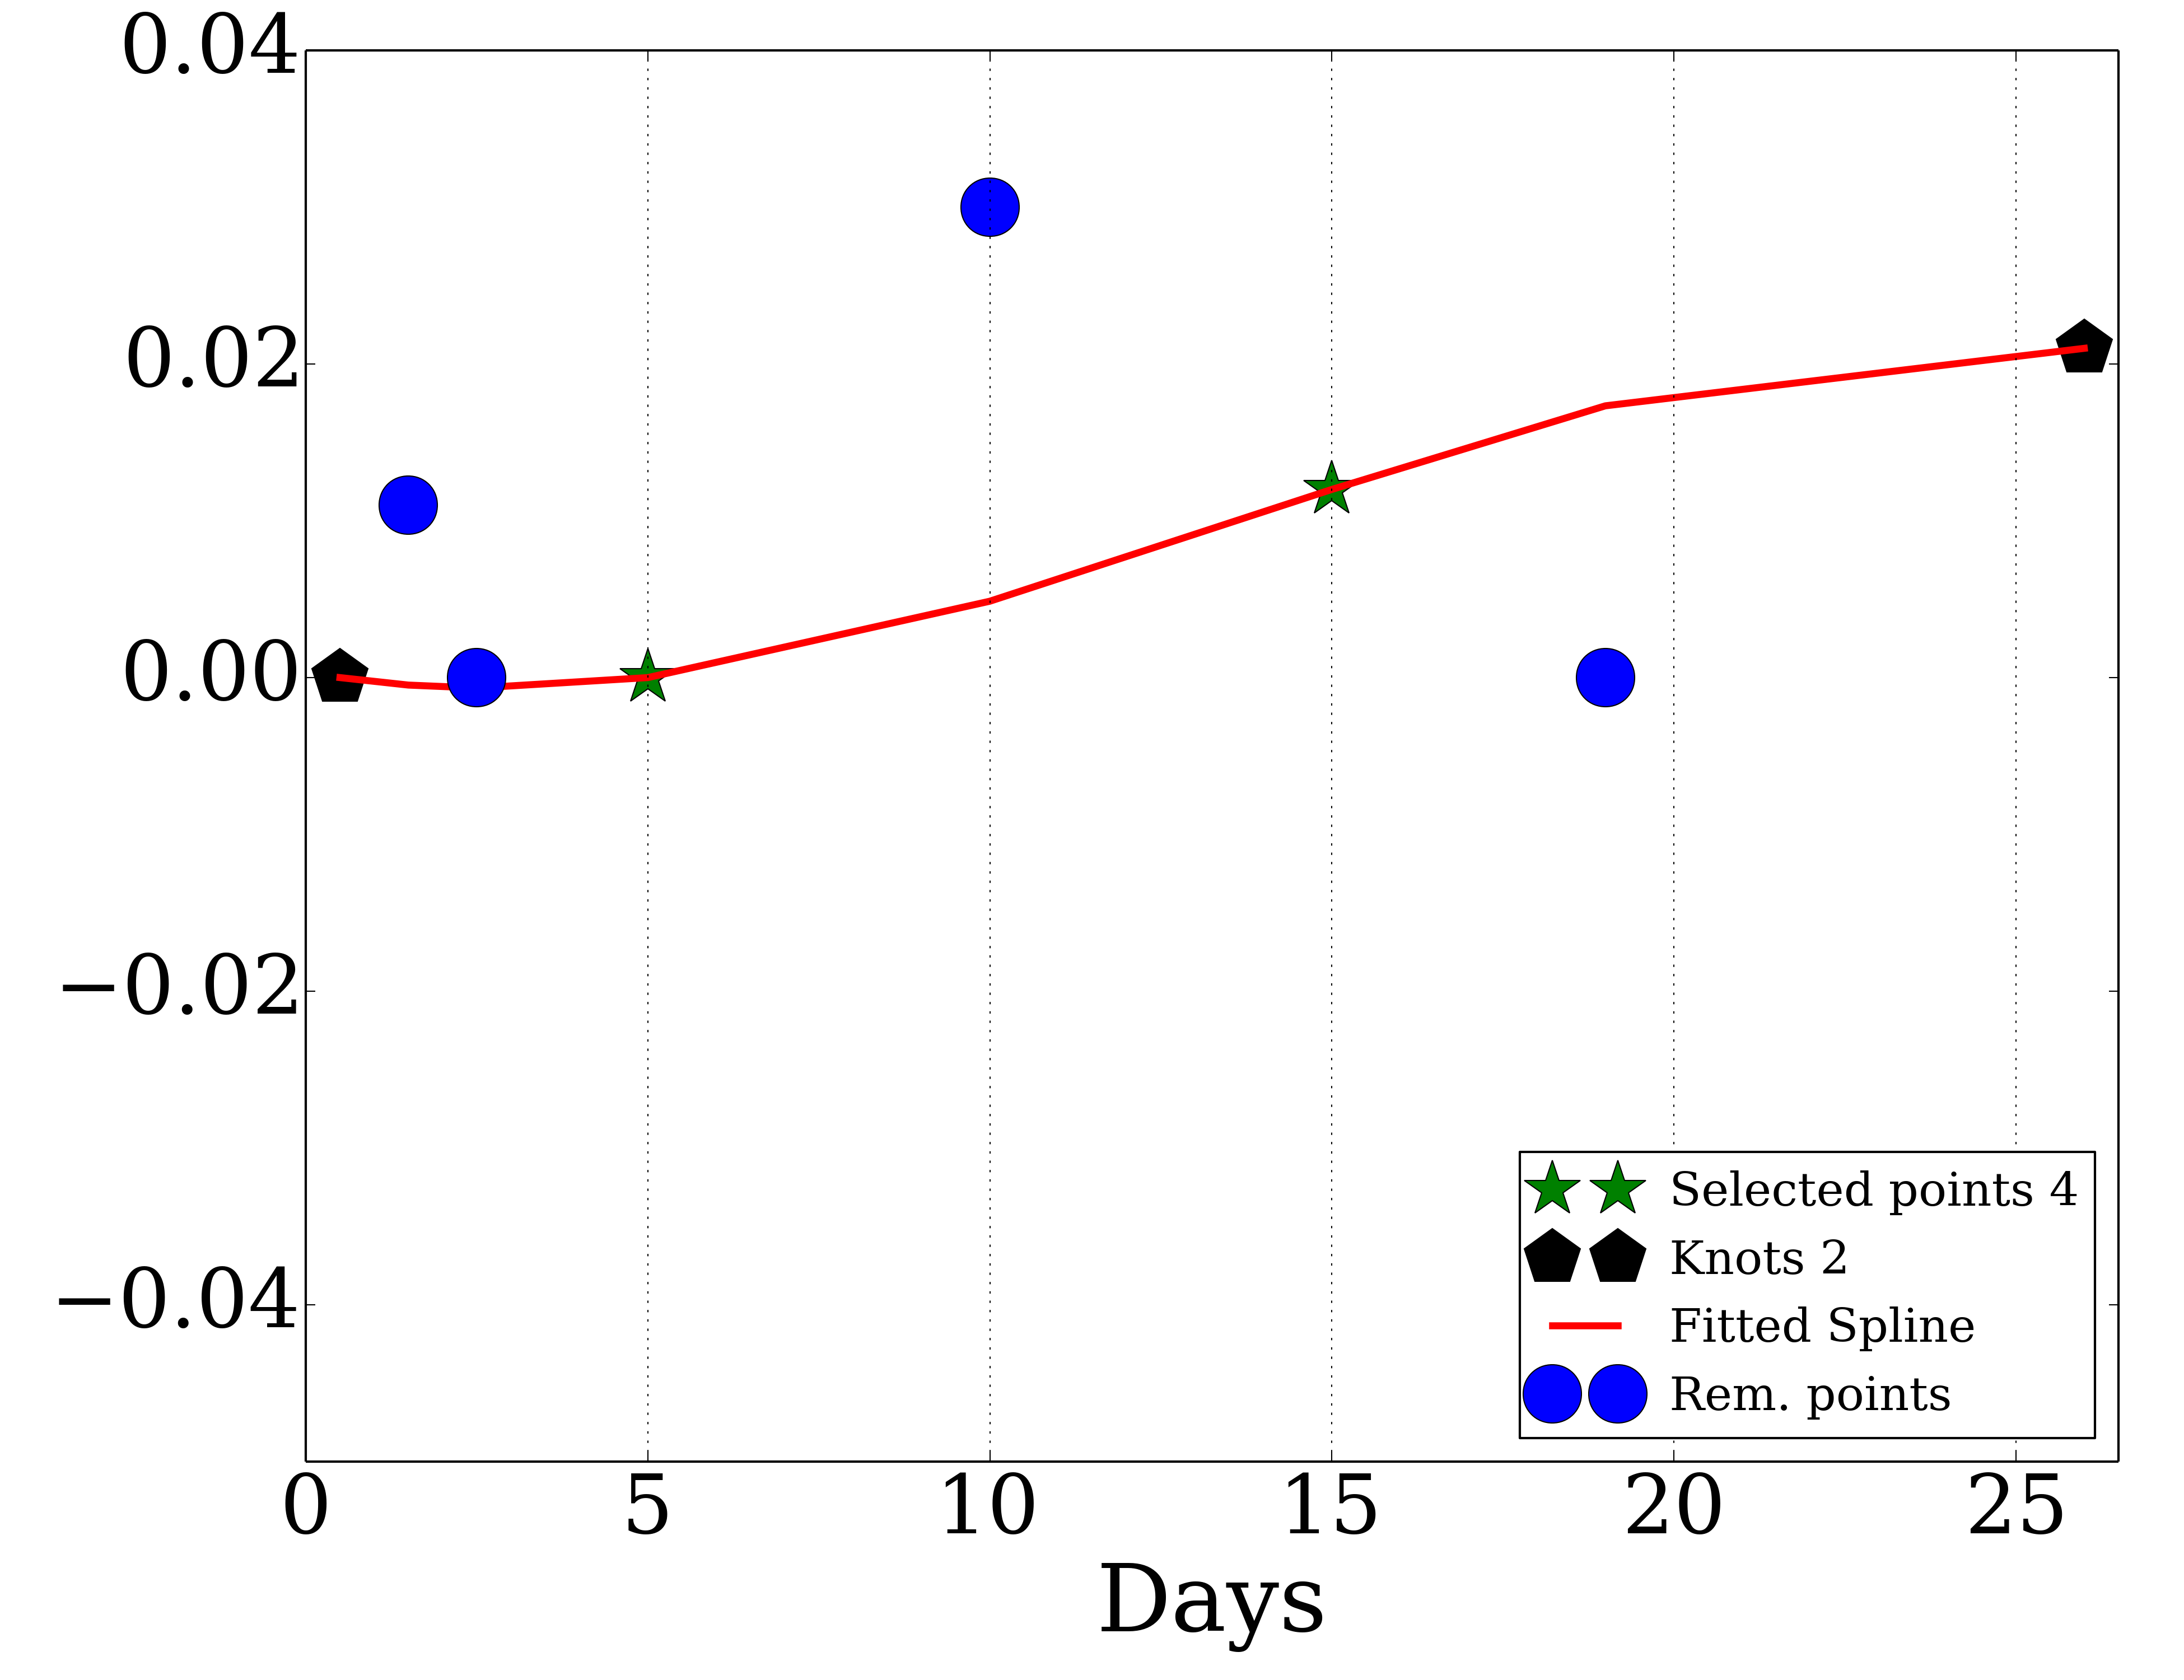 0.04
0.02
0.00
−0.02
−0.04
0 5 10 15 20 25
Days
Selected points 4
Knots 2
Fitted Spline
Rem. points